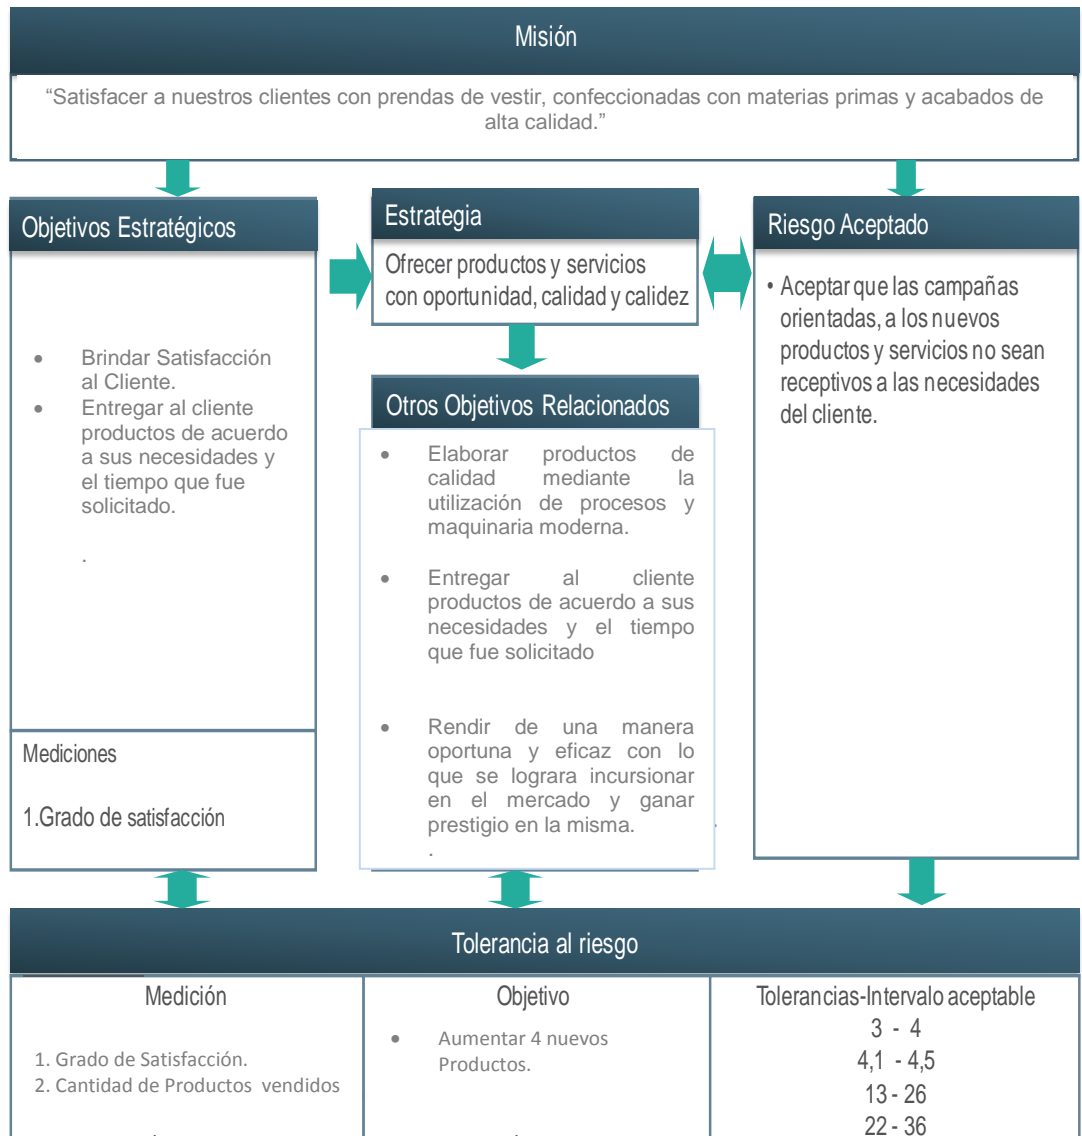 Misión
“Satisfacer a nuestros clientes con prendas de vestir, confeccionadas con materias primas y acabados de
alta calidad.”
Objetivos Estratégicos
• Brindar Satisfacción
al Cliente.
• Entregar al cliente
productos de acuerdo
a sus necesidades y
el tiempo que fue
solicitado.
.
Mediciones
1.Grado de satisfacción
Estrategia
Ofrecer productos y servicios
con oportunidad, calidad y calidez
Otros Objetivos Relacionados
• Elaborar productos de
calidad mediante la
utilización de procesos y
maquinaria moderna.
• Entregar al cliente
productos de acuerdo a sus
necesidades y el tiempo
que fue solicitado
• Rendir de una manera
oportuna y eficaz con lo
que se lograra incursionar
en el mercado y ganar
prestigio en la misma.
.
Riesgo Aceptado
• Aceptar que las campañas
orientadas, a los nuevos
productos y servicios no sean
receptivos a las necesidades
del cliente.
Tolerancia al riesgo
Medición
1. Grado de Satisfacción.
2. Cantidad de Productos vendidos
Objetivo
• Aumentar 4 nuevos
Productos.
Tolerancias-Intervalo aceptable
3 - 4
4,1 - 4,5
13 - 26
22 - 36